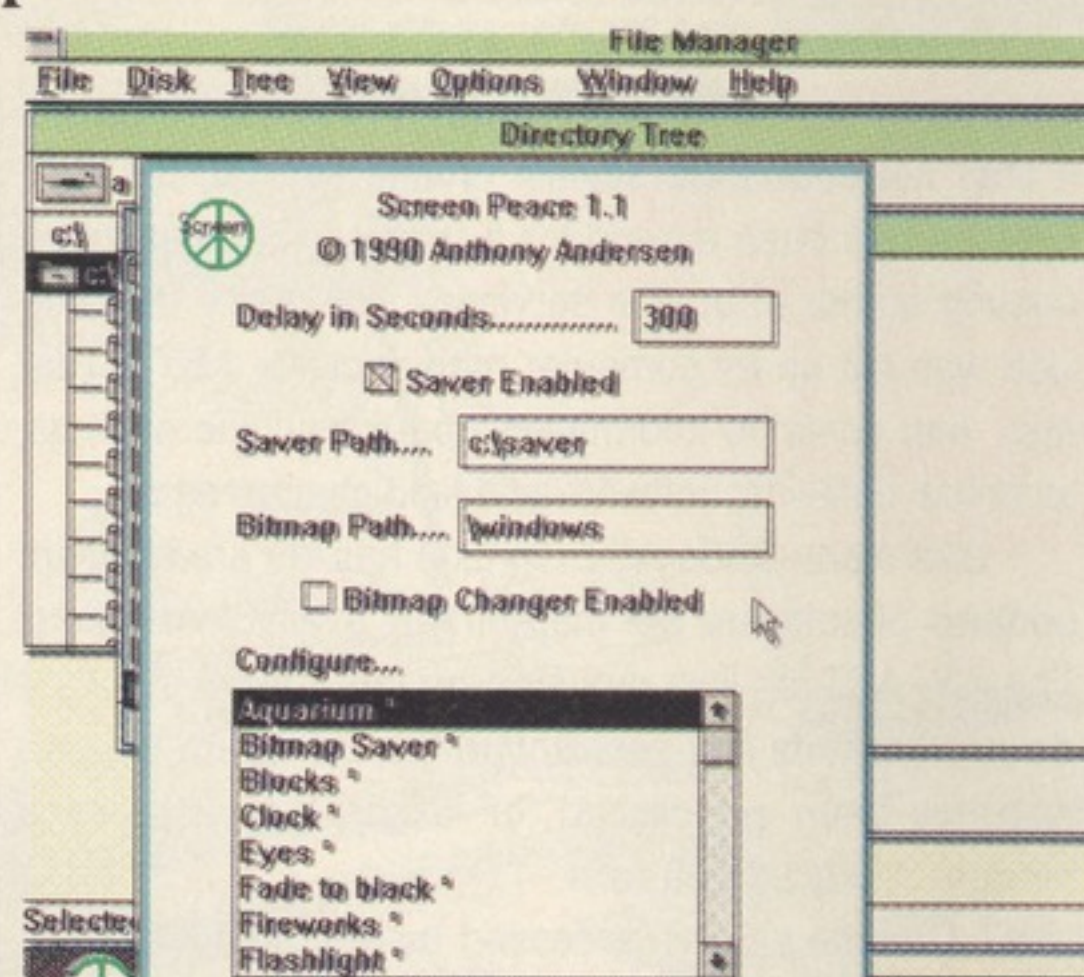 File Manager
File Disk Tree View Options Window Help
Directory Tree
a
c:\
c:\
Screen
Screen Peace 1.1
© 1990 Anthony Andersen
Delay in Seconds............. 300
Saver Enabled
Saver Path.... c:\saver
Bitmap Path.... \windows
Bitmap Changer Enabled
Configure...
Aquarium *
Bitmap Saver *
Blocks *
Clock *
Eyes *
Fade to black *
Fireworks *
Flashlight *